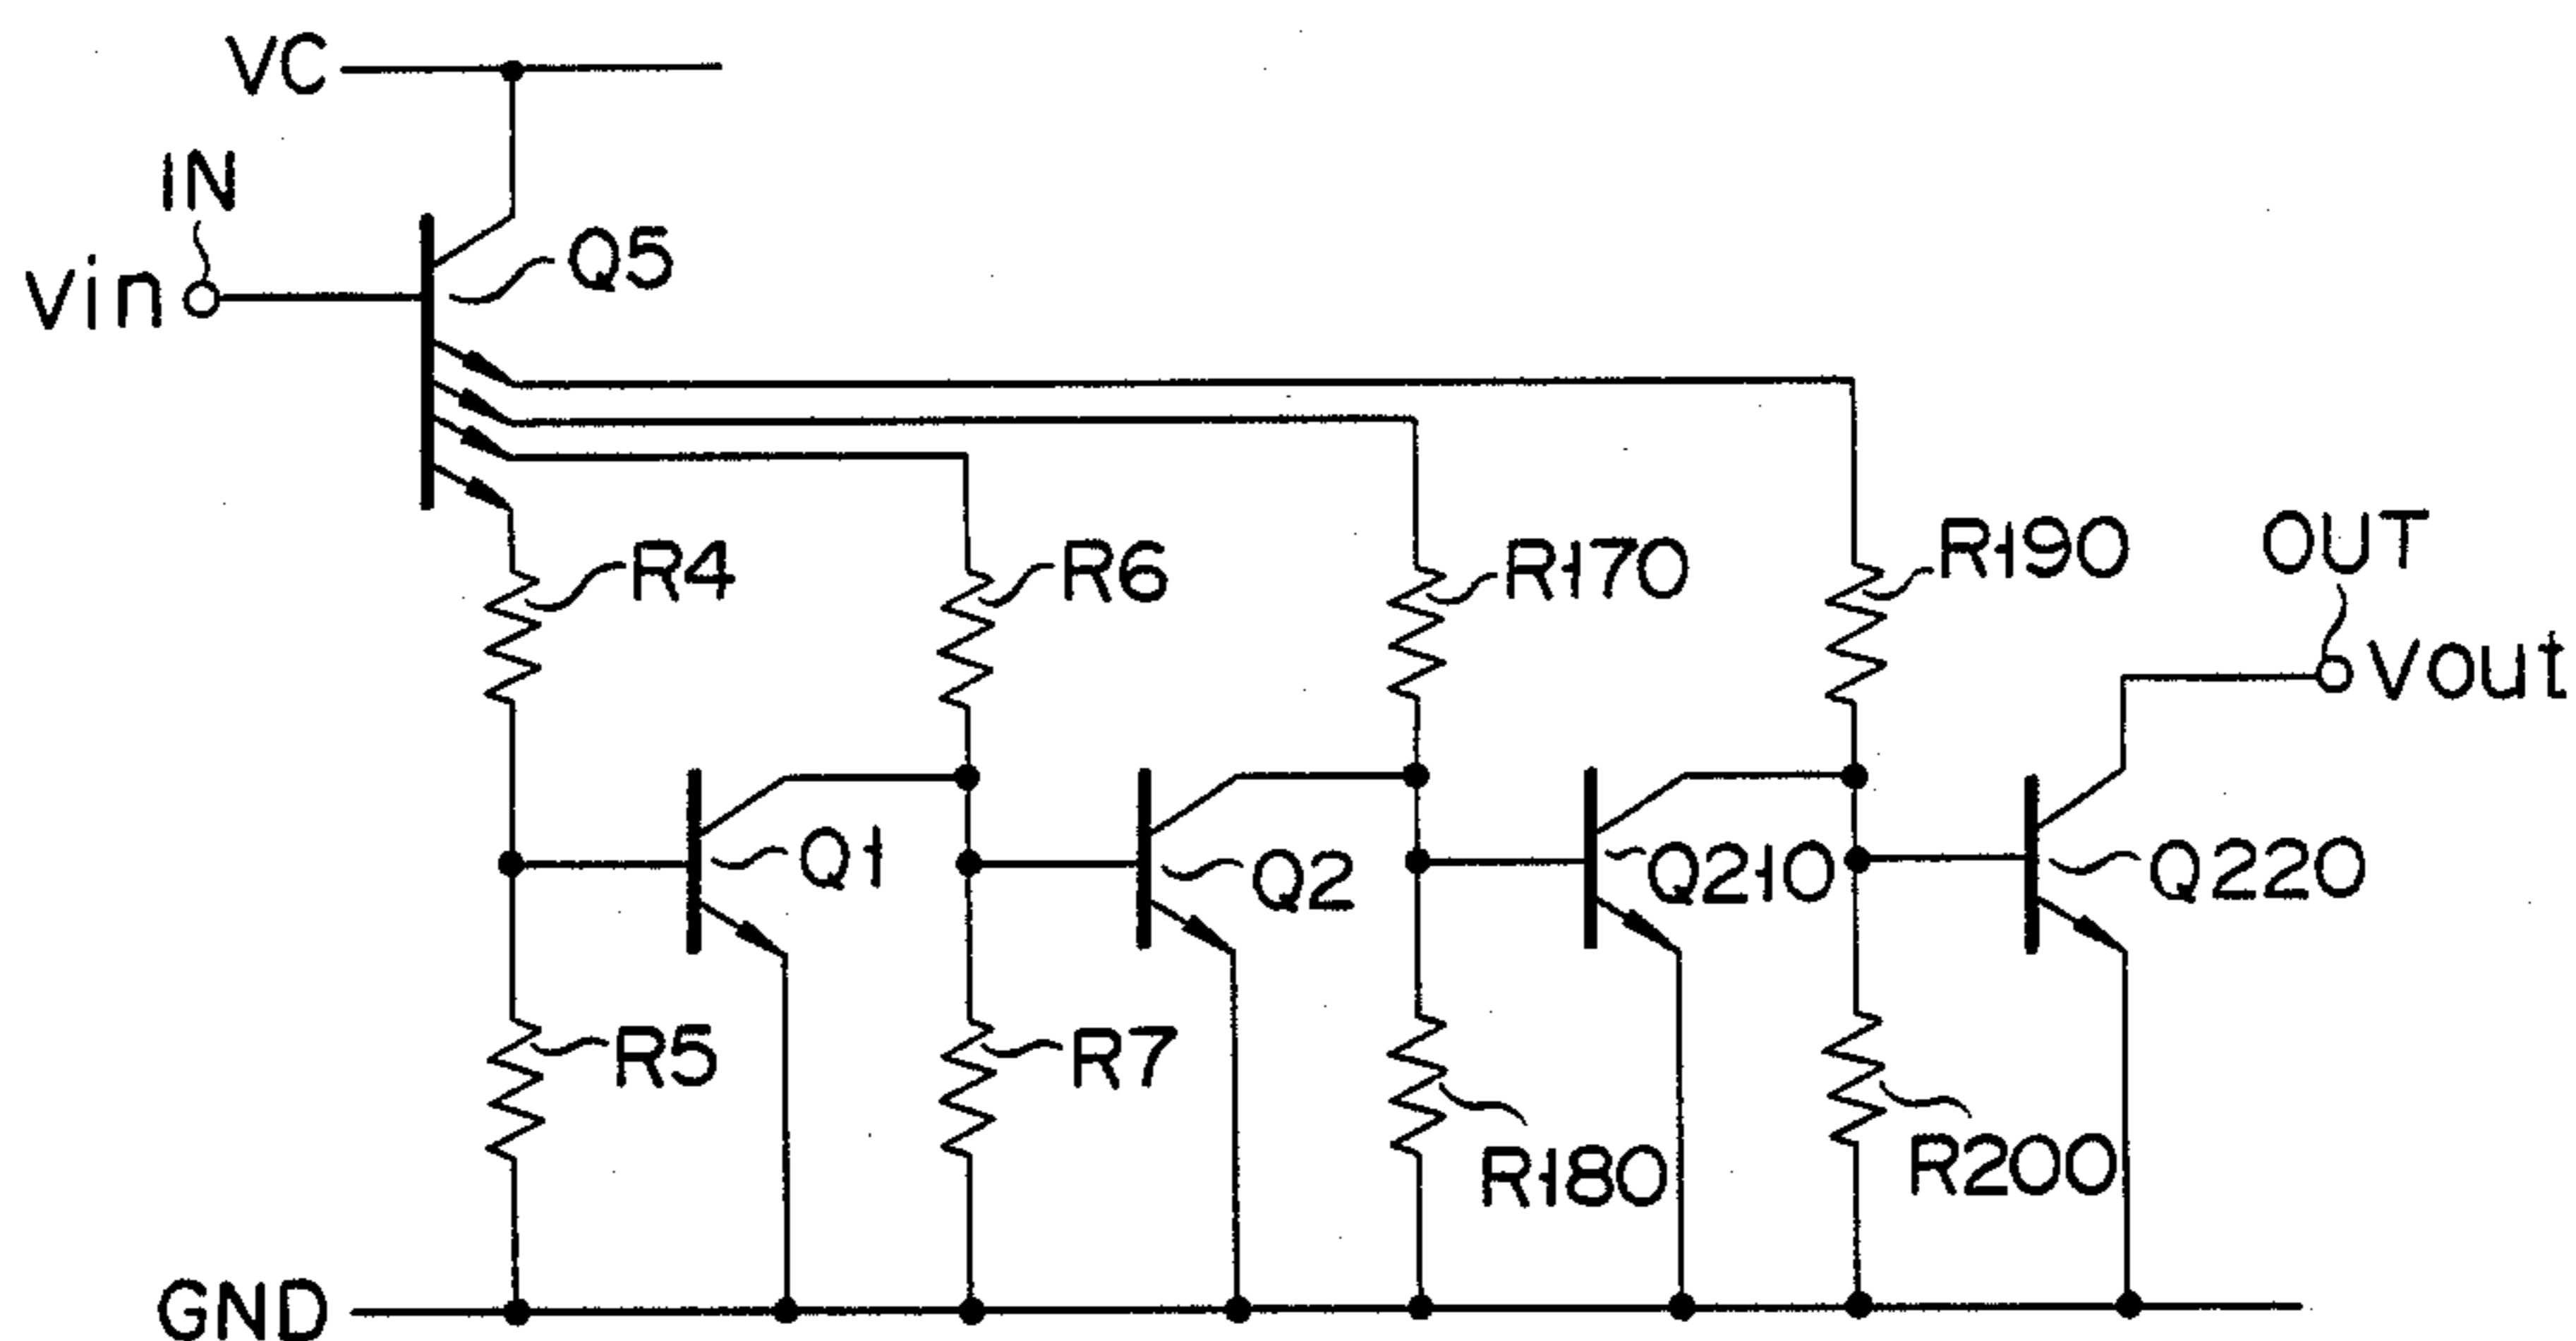 VC
IN
Vin
Q5
R4
R6
R170
R190
OUT
Vout
Q1
Q2
Q210
Q220
R5
R7
R180
R200
GND